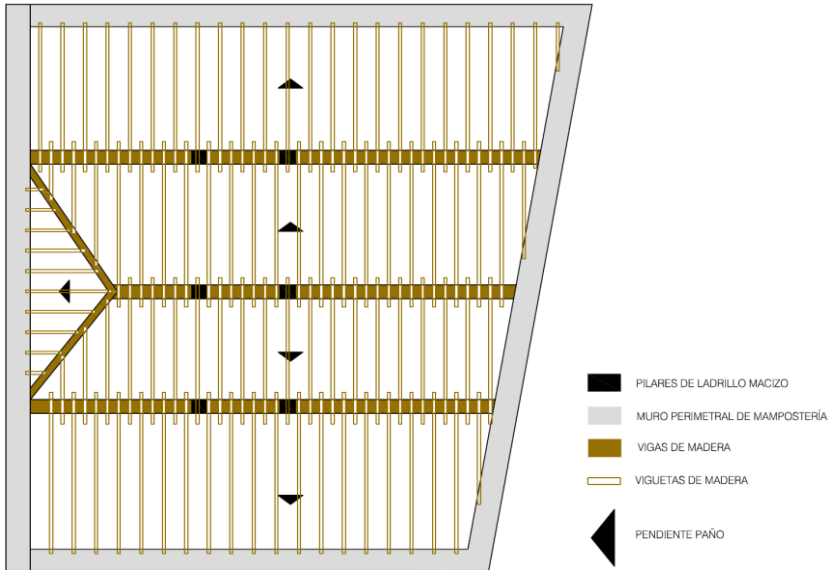 PILARES DE LADRILLO MACIZO
MURO PERIMETRAL DE MAMPOSTERÍA
VIGAS DE MADERA
VIGUETAS DE MADERA
PENDIENTE PAÑO